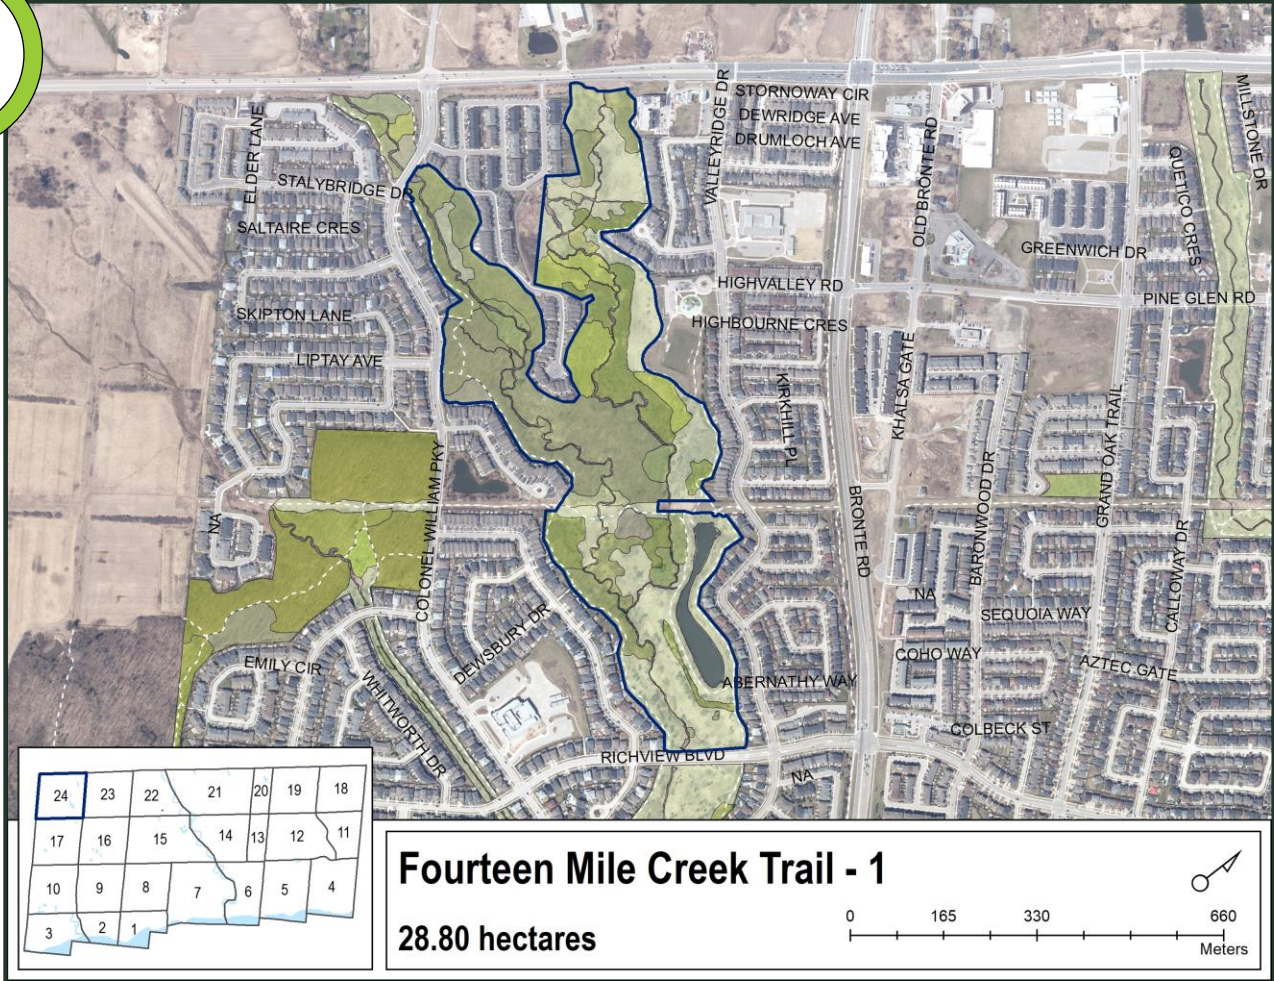 STORNOWAY CIR
DEWRIDGE AVE
DRUMLOCH AVE
VALLEYRIDGE DR
OLD BRONTE RD
MILLSTONE DR
QUETICO CRES
ELDER LANE
STALYBRIDGE DR
SALTAIRE CRES
GREENWICH DR
HIGHVALLEY RD
PINE GLEN RD
SKIPTON LANE
HIGHBOURNE CRES
LIPTAY AVE
KHALSA GATE
KIRKHILL PL
GRAND OAK TRAIL
COLONEL WILLIAM PKY
NA
BRONTE RD
BARONWOOD DR
CALLOWAY DR
NA
SEQUOIA WAY
DEWSBURY DR
COHO WAY
AZTEC GATE
EMILY CIR
WHITWORTH DR
ABERNATHY WAY
COLBECK ST
RICHVIEW BLVD
NA
24 23 22 21 20 19 18
17 16 15 14 13 12 11
10 9 8 7 6 5 4
3 2 1
Fourteen Mile Creek Trail - 1
28.80 hectares
0 165 330 660
Meters